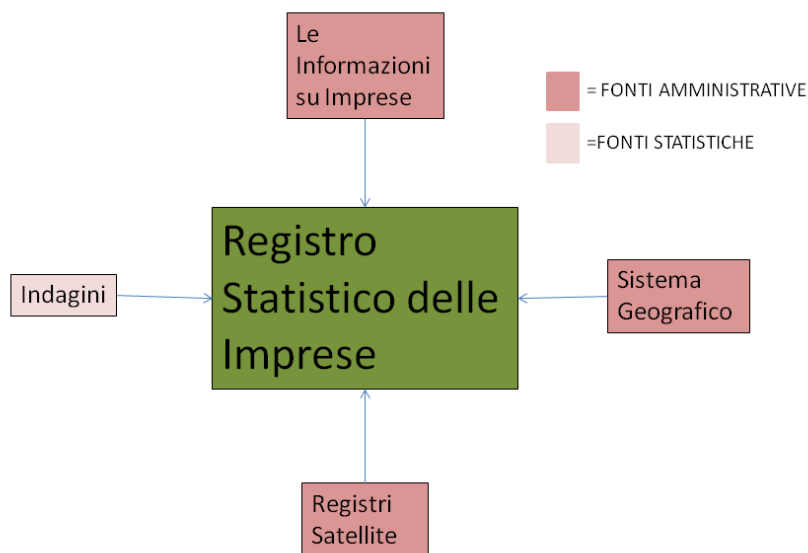 Le
Informazioni
su Imprese
= FONTI AMMINISTRATIVE
=FONTI STATISTICHE
Registro
Statistico delle
Imprese
Indagini
Sistema
Geografico
Registri
Satellite